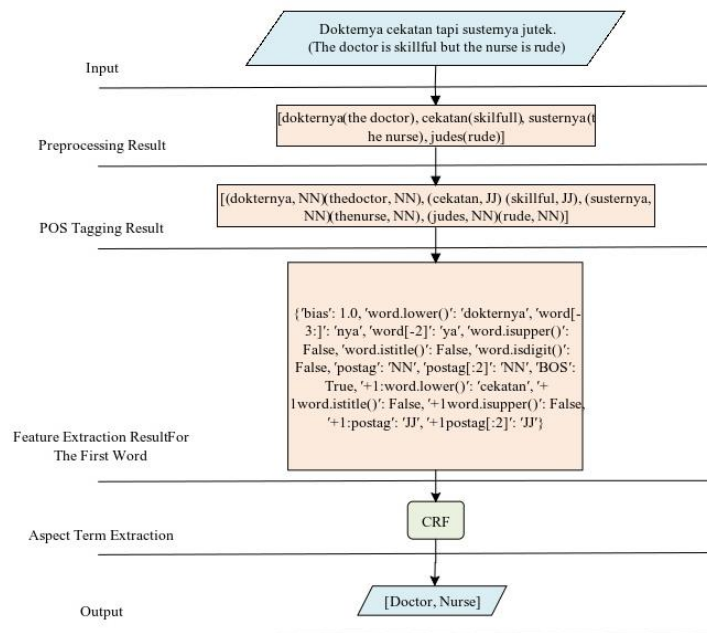 Dokternya cekatan tapi susternya jutek.
(The doctor is skillful but the nurse is rude)
Input
[dokternya(the doctor), cekatan(skilfull), susternya(t
he nurse), judes(rude)]
Preprocessing Result
[(dokternya, NN)(thedoctor, NN), (cekatan, JJ) (skillful, JJ), (susternya,
NN)(thenurse, NN), (judes, NN)(rude, NN)]
POS Tagging Result
{'bias': 1.0, 'word.lower()': 'dokternya', 'word[-
3:]': 'nya', 'word[-2]': 'ya', 'word.isupper()':
False, 'word.istitle()': False, 'word.isdigit()':
False, 'postag': 'NN', 'postag[:2]': 'NN', 'BOS':
True, '+1:word.lower()': 'cekatan', '+
1word.istitle()': False, '+1word.isupper()': False,
'+1:postag': 'JJ', '+1postag[:2]': 'JJ'}
Feature Extraction ResultFor
The First Word
CRF
Aspect Term Extraction
[Doctor, Nurse]
Output